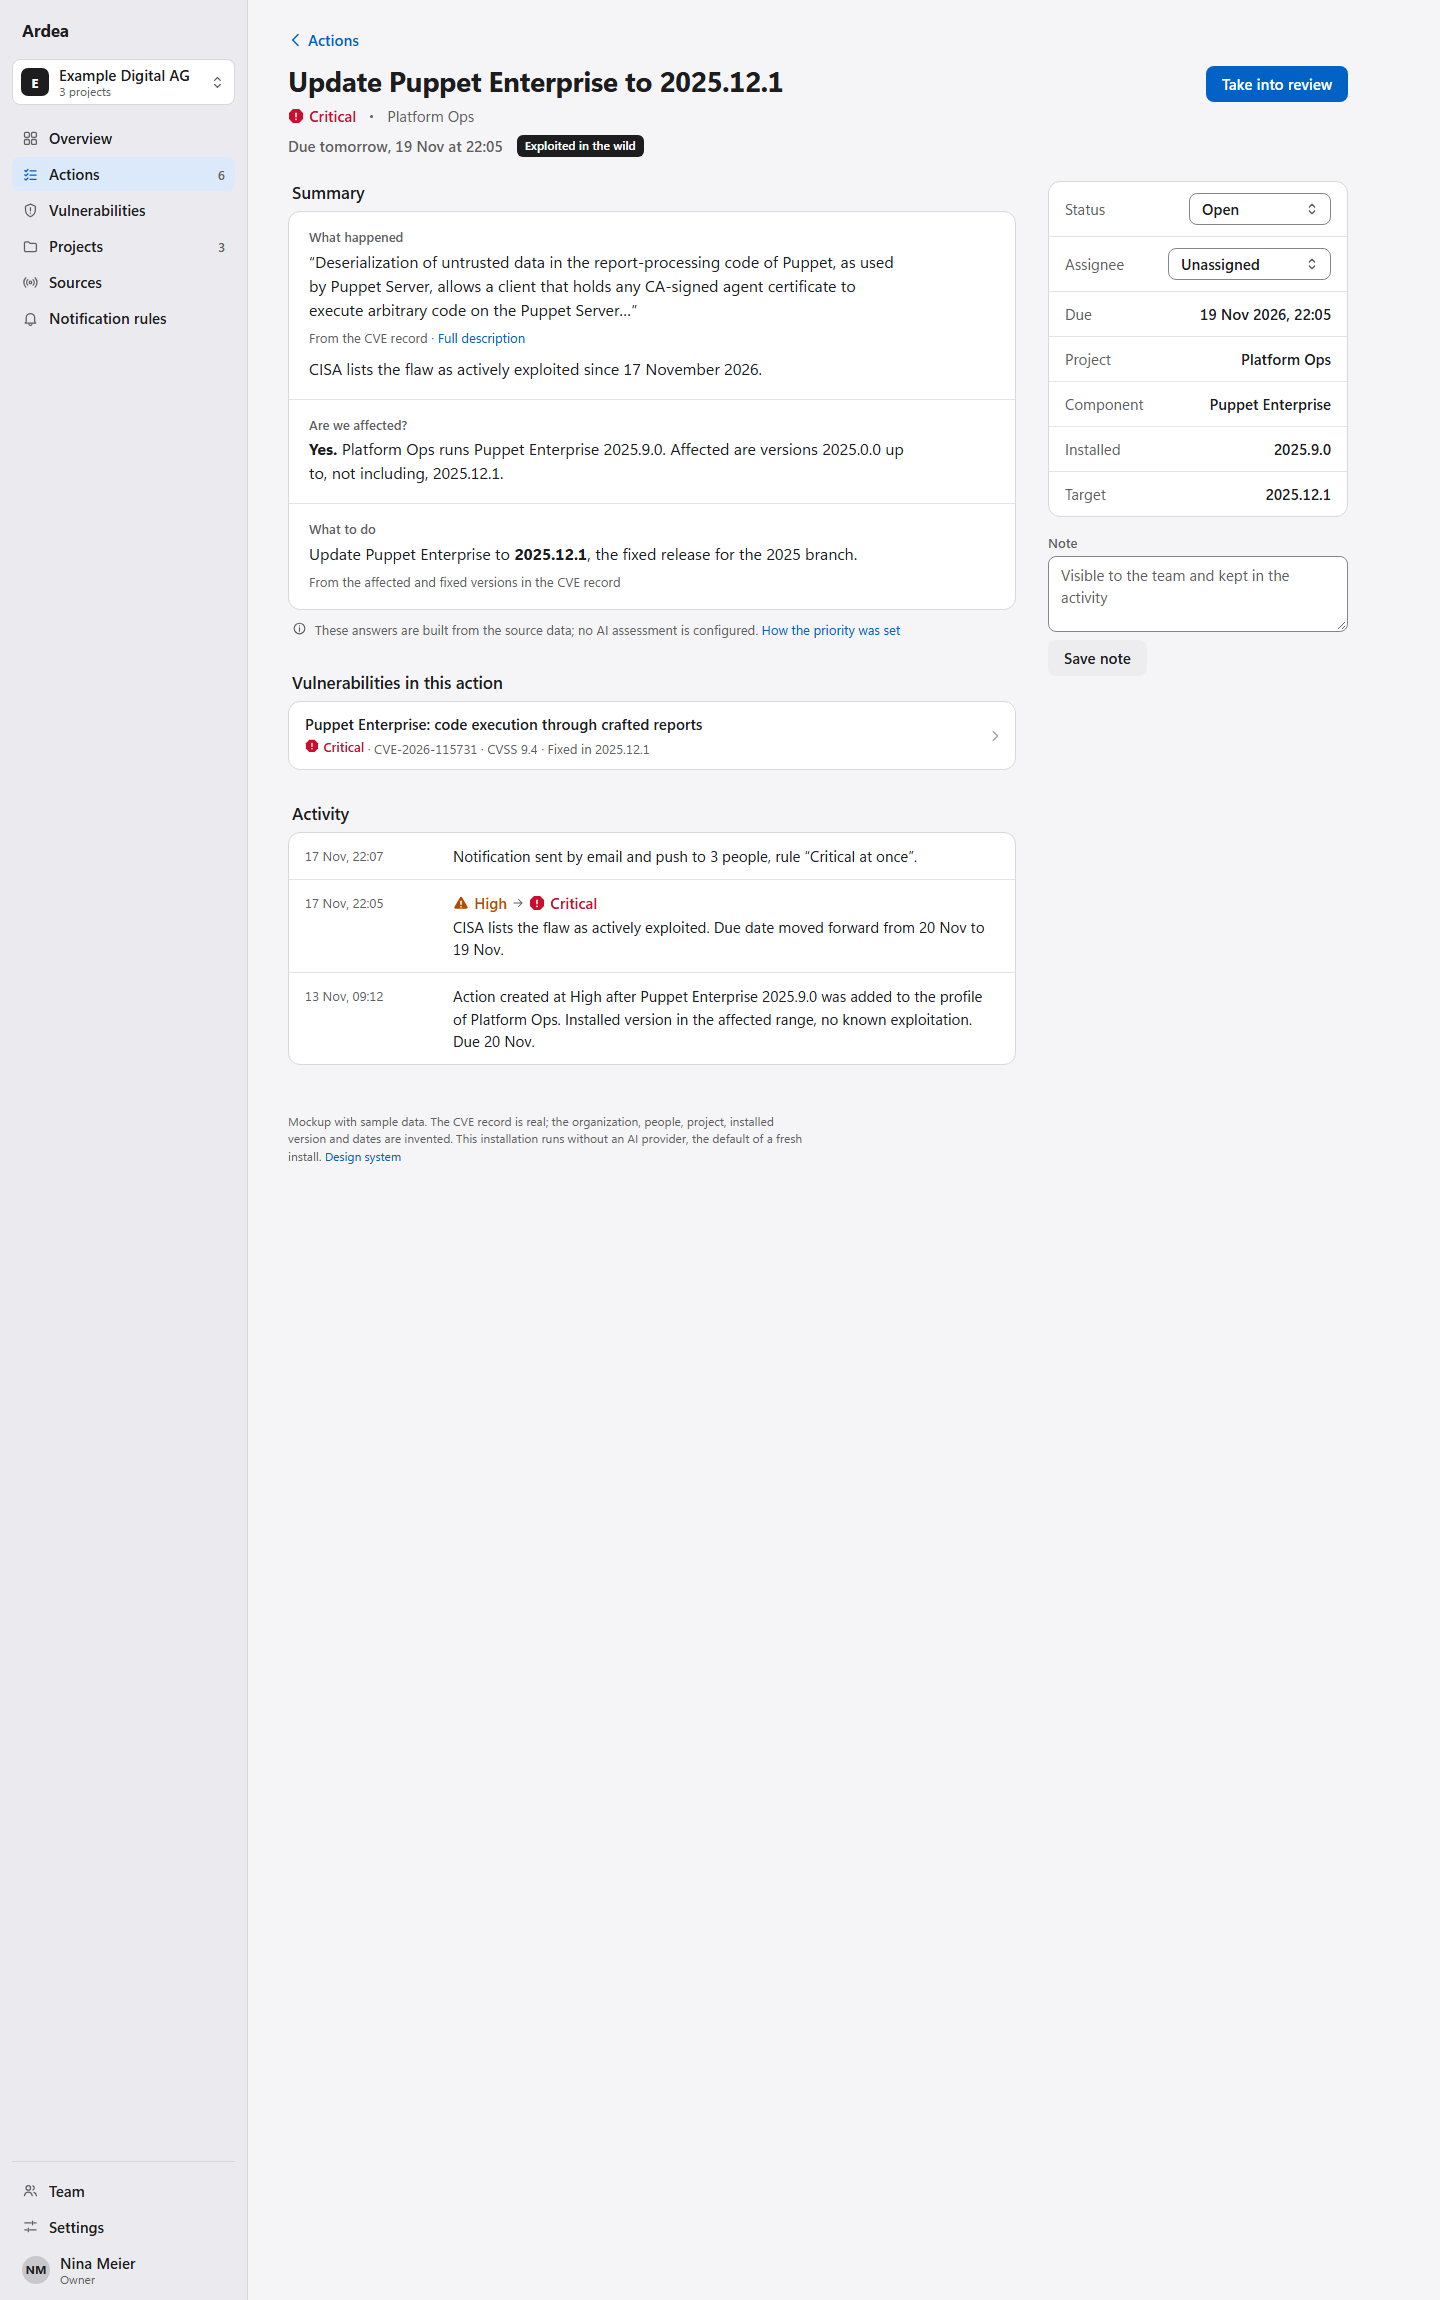 Ardea
E
Example Digital AG
3 projects
Overview
Actions 6
Vulnerabilities
Projects 3
Sources
Notification rules
Actions
Update Puppet Enterprise to 2025.12.1
Take into review
Critical • Platform Ops
Due tomorrow, 19 Nov at 22:05 Exploited in the wild
Summary
What happened
“Deserialization of untrusted data in the report-processing code of Puppet, as used
by Puppet Server, allows a client that holds any CA-signed agent certificate to
execute arbitrary code on the Puppet Server…”
From the CVE record · Full description
CISA lists the flaw as actively exploited since 17 November 2026.
Are we affected?
Yes. Platform Ops runs Puppet Enterprise 2025.9.0. Affected are versions 2025.0.0 up
to, not including, 2025.12.1.
What to do
Update Puppet Enterprise to 2025.12.1, the fixed release for the 2025 branch.
From the affected and fixed versions in the CVE record
These answers are built from the source data; no AI assessment is configured. How the priority was set
Vulnerabilities in this action
Puppet Enterprise: code execution through crafted reports
Critical · CVE-2026-115731 · CVSS 9.4 · Fixed in 2025.12.1
Activity
17 Nov, 22:07 Notification sent by email and push to 3 people, rule “Critical at once”.
17 Nov, 22:05 High → Critical
CISA lists the flaw as actively exploited. Due date moved forward from 20 Nov to
19 Nov.
13 Nov, 09:12 Action created at High after Puppet Enterprise 2025.9.0 was added to the profile
of Platform Ops. Installed version in the affected range, no known exploitation.
Due 20 Nov.
Mockup with sample data. The CVE record is real; the organization, people, project, installed
version and dates are invented. This installation runs without an AI provider, the default of a fresh
install. Design system
Status Open
Assignee Unassigned
Due 19 Nov 2026, 22:05
Project Platform Ops
Component Puppet Enterprise
Installed 2025.9.0
Target 2025.12.1
Note
Visible to the team and kept in the
activity
Save note
Team
Settings
NM
Nina Meier
Owner